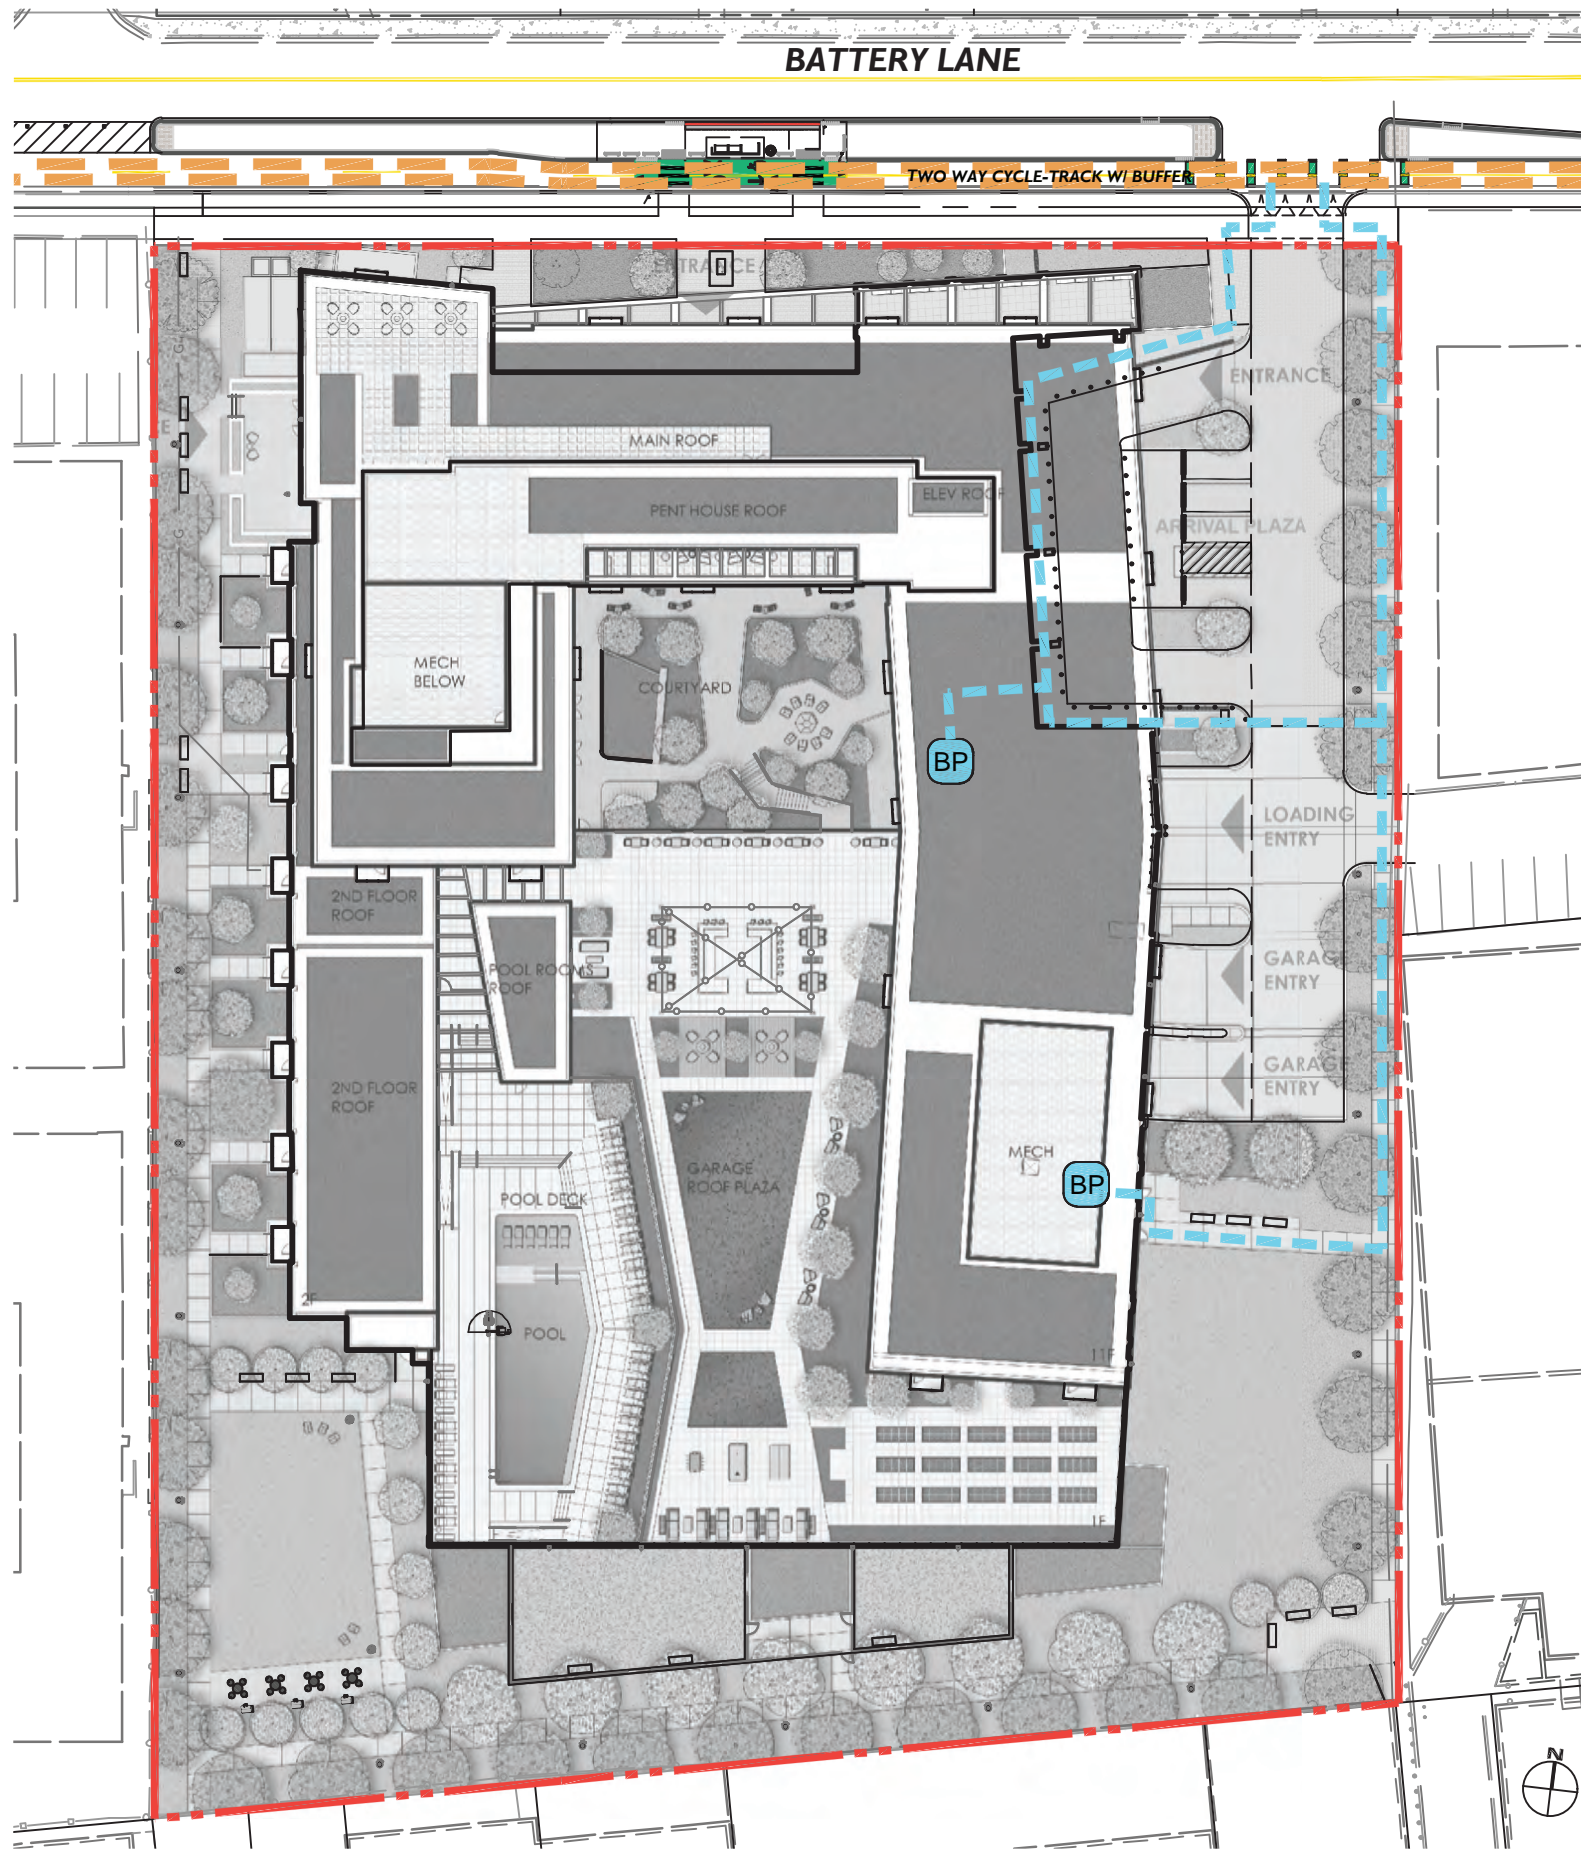 BATTERY LANE
TWO WAY CYCLE-TRACK W/ BUFFER
ENTRANCE
ENTRANCE
MAIN ROOF
ELEV ROOF
PENT HOUSE ROOF
ARRIVAL PLAZA
MECH
BELOW
COURTYARD
BP
LOADING
ENTRY
2ND FLOOR
ROOF
POOL ROOMS
ROOF
GARAGE
ENTRY
2ND FLOOR
ROOF
GARAGE
ENTRY
MECH
GARAGE
ROOF PLAZA
BP
POOL DECK
2F
POOL
11F
1F
N